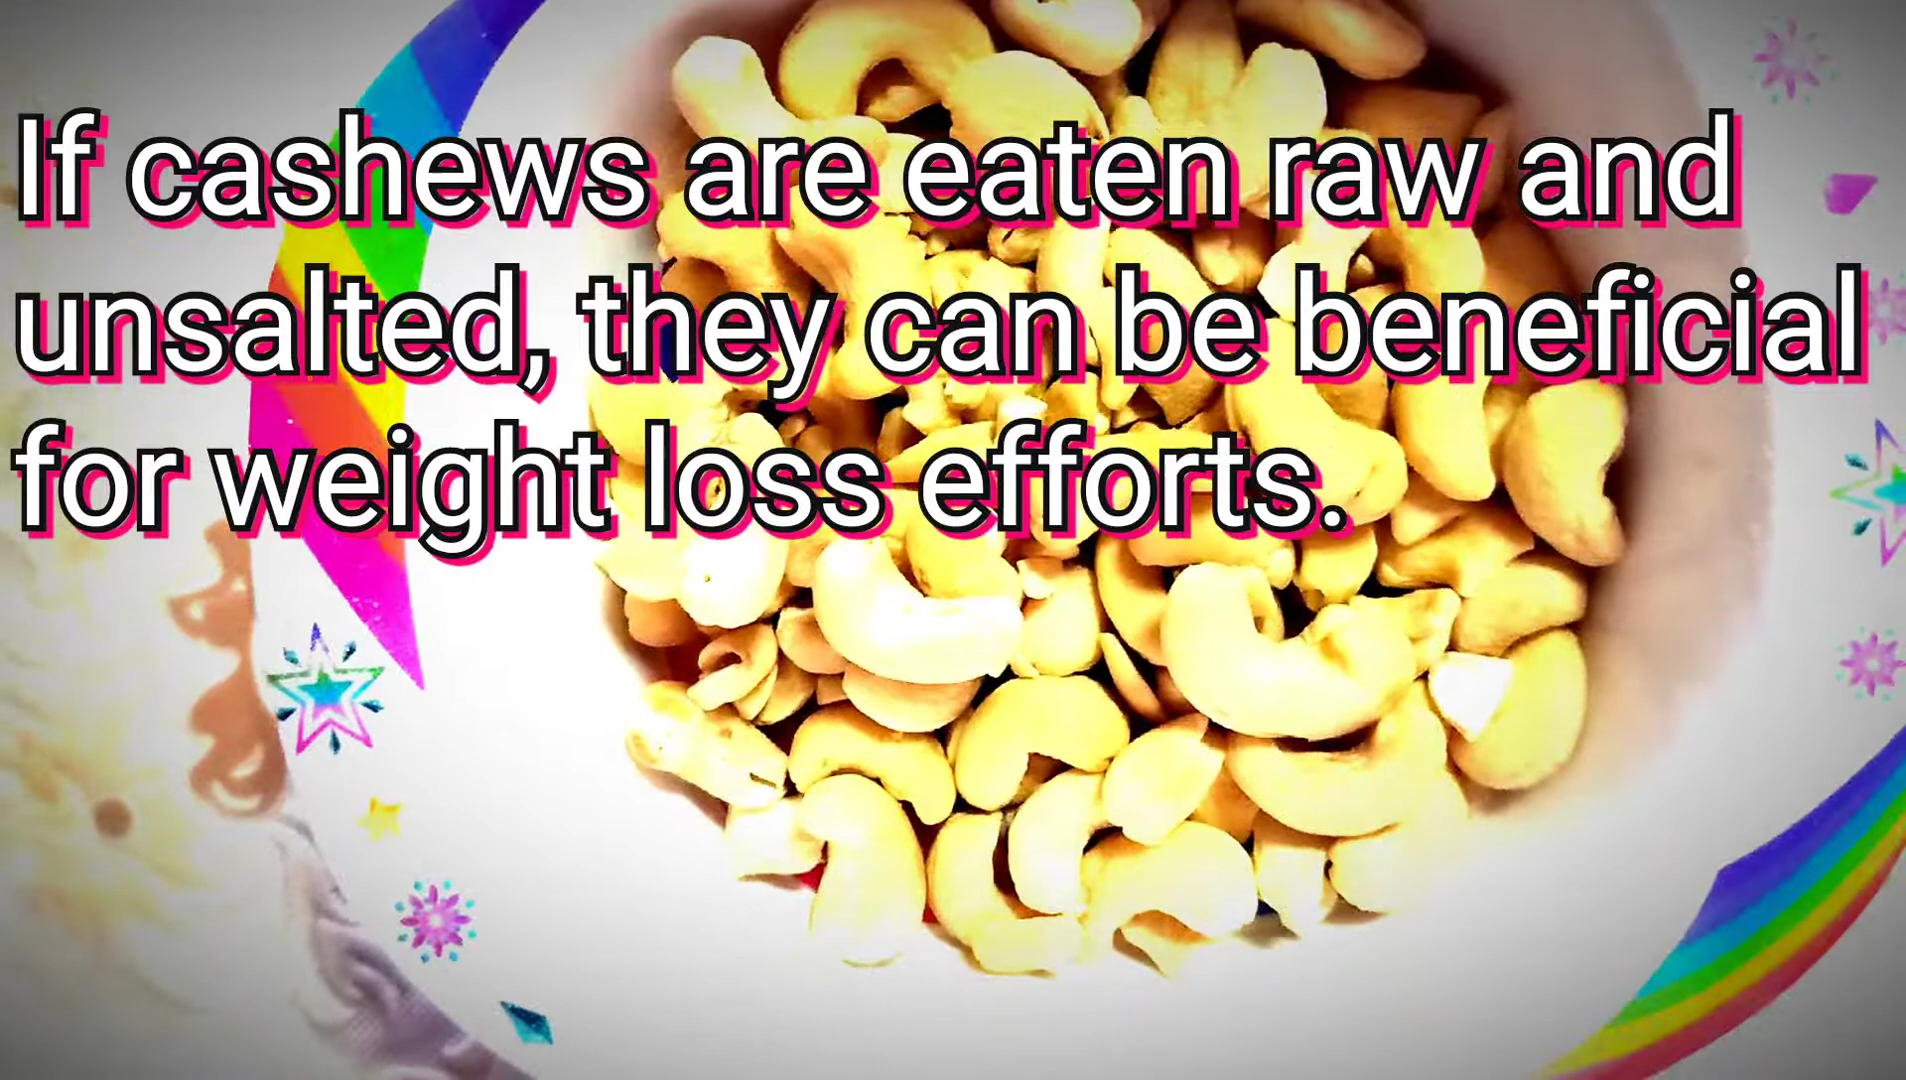 If cashews are eaten raw and
unsalted, they can be beneficial
for weight loss efforts.